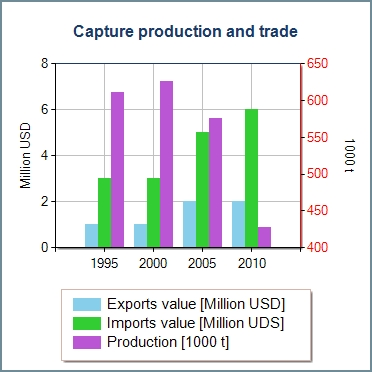 Capture production and trade
8
6
4
2
0
Million USD
650
600
550
500
450
400
1000 t
1995 2000 2005 2010
Exports value [Million USD]
Imports value [Million UDS]
Production [1000 t]